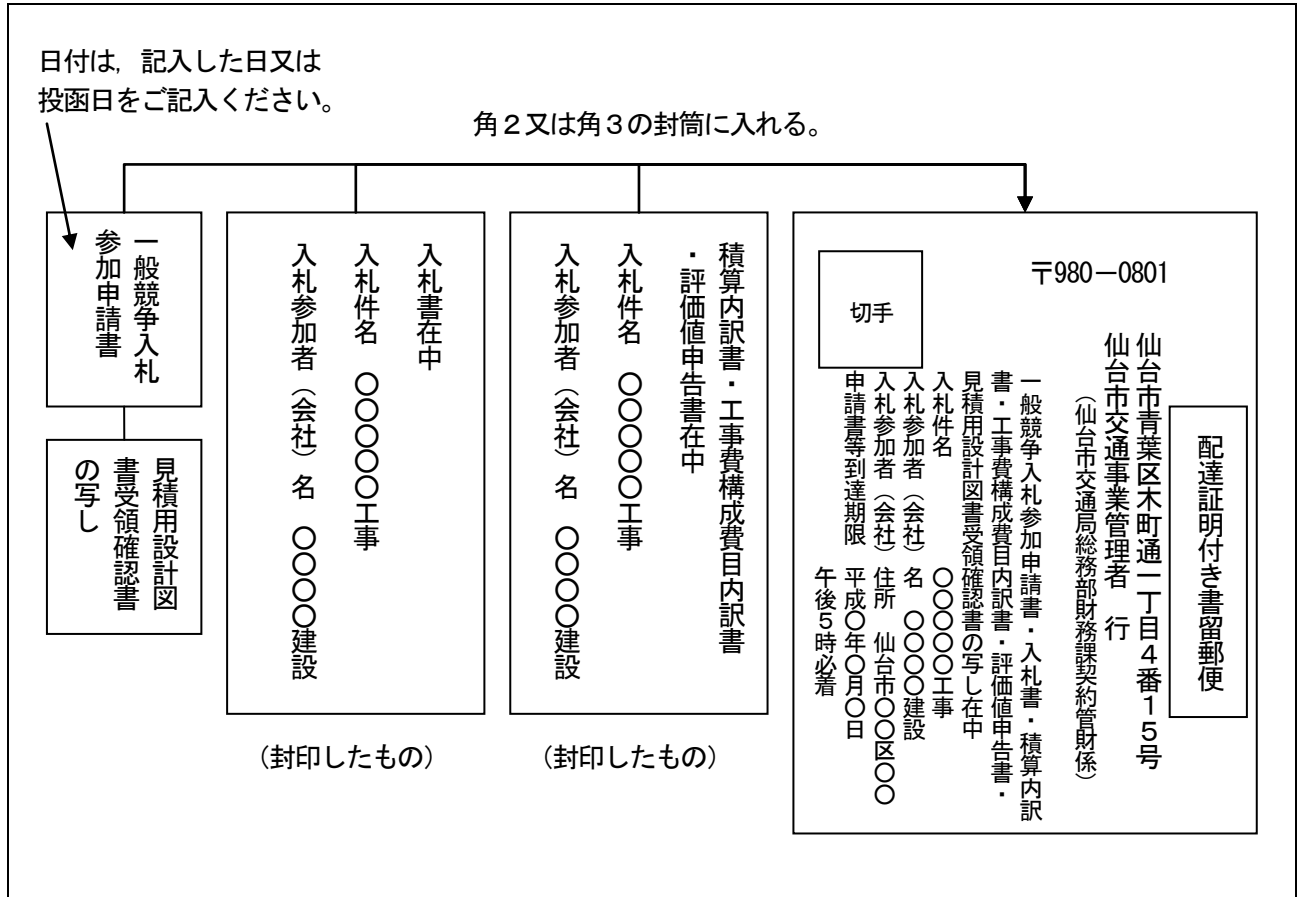 日付は，記入した日又は
投函日をご記入ください。
角２又は角３の封筒に入れる。
一般競争入札
参加申請書
見積用設計図
書受領確認書
の写し
入札書在中
入札件名　〇〇〇〇〇工事
入札参加者（会社）名　〇〇〇〇建設
（封印したもの）
積算内訳書・工事費構成費目内訳書
・評価値申告書在中
入札件名　〇〇〇〇〇工事
入札参加者（会社）名　〇〇〇〇建設
（封印したもの）
配達証明付き書留郵便
〒980－0801
仙台市青葉区木町通一丁目４番１５号
仙台市交通事業管理者　行
（仙台市交通局総務部財務課契約管財係）
切手
一般競争入札参加申請書・入札書・積算内訳
書・工事費構成費目内訳書・評価値申告書・
見積用設計図書受領確認書の写し在中
入札件名　〇〇〇〇〇工事
入札参加者（会社）名　〇〇〇〇建設
入札参加者（会社）住所　仙台市〇〇区〇〇
申請書等到達期限　平成〇年〇月〇日
午後５時必着